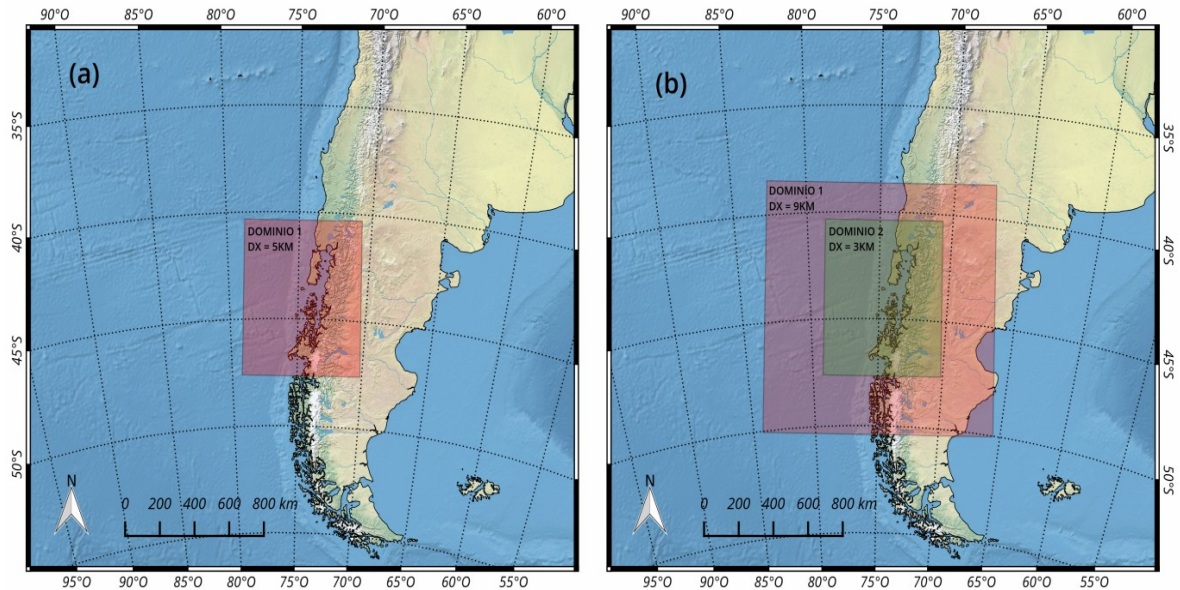 90°O 85°O 80°O 75°O 70°O 65°O 60°O
(a)
35°S
40°S
45°S
50°S
DOMINIO 1
DX = 5KM
N
0 200 400 600 800 km
95°O 90°O 85°O 80°O 75°O 70°O 65°O 60°O 55°O
90°O 85°O 80°O 75°O 70°O 65°O 60°O
(b)
DOMINIO 1
DX = 9KM
DOMINIO 2
DX = 3KM
35°S
40°S
45°S
50°S
N
0 200 400 600 800 km
95°O 90°O 85°O 80°O 75°O 70°O 65°O 60°O 55°O